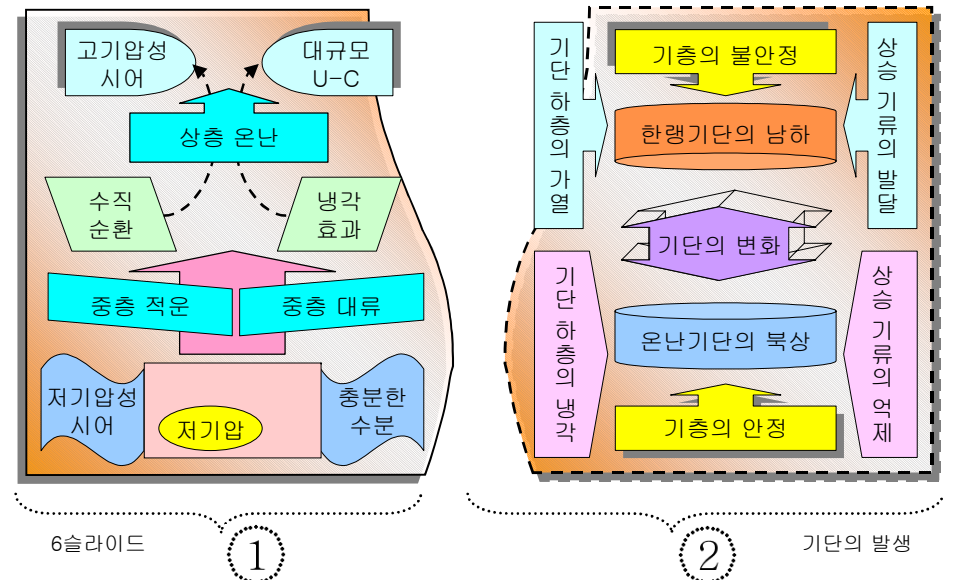 고기압성
시어
대규모
U-C
상층 온난
수직
순환
냉각
효과
중층 적운
중층 대류
저기압성
시어
저기압
충분한
수분
6슬라이드
1
기단 하층의 가열
기층의 불안정
상승 기류의 발달
한랭기단의 남하
기단의 변화
기단 하층의 냉각
온난기단의 북상
상승 기류의 억제
기층의 안정
2
기단의 발생